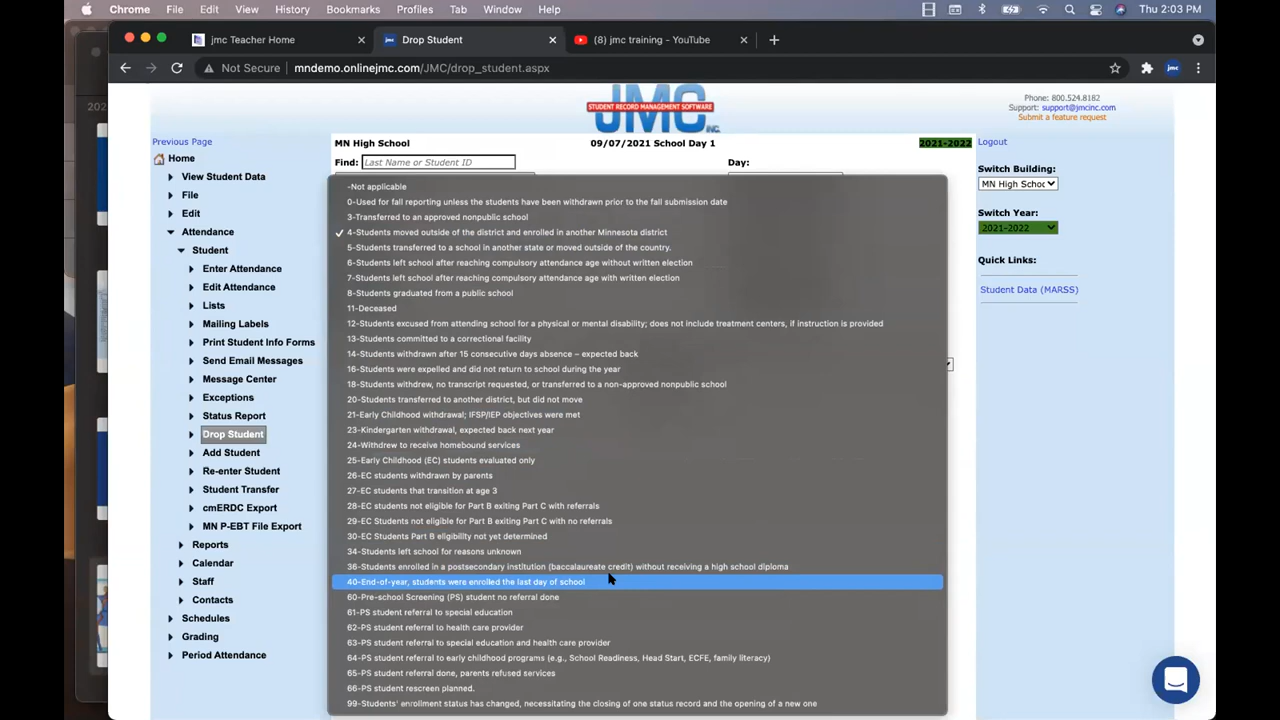 Chrome File Edit View History Bookmarks Profiles Tab Window Help Thu 2:03 PM
jmc Teacher Home
Drop Student
(8) jmc training - YouTube
Not Secure mndemo.onlinejmc.com/JMC/drop_student.aspx
JMC INC.
STUDENT RECORD MANAGEMENT SOFTWARE
Phone: 800.524.8182
Support: support@jmcinc.com
Submit a feature request
Previous Page
Home
View Student Data
File
Edit
Attendance
Student
Enter Attendance
Edit Attendance
Lists
Mailing Labels
Print Student Info Forms
Send Email Messages
Message Center
Exceptions
Status Report
Drop Student
Add Student
Re-enter Student
Student Transfer
cmERDC Export
MN P-EBT File Export
Reports
Calendar
Staff
Contacts
Schedules
Grading
Period Attendance
MN High School 09/07/2021 School Day 1 2021-2022
Find: Last Name or Student ID Day:
-Not applicable
0-Used for fall reporting unless the students have been withdrawn prior to the fall submission date
3-Transferred to an approved nonpublic school
4-Students moved outside of the district and enrolled in another Minnesota district
5-Students transferred to a school in another state or moved outside of the country.
6-Students left school after reaching compulsory attendance age without written election
7-Students left school after reaching compulsory attendance age with written election
8-Students graduated from a public school
11-Deceased
12-Students excused from attending school for a physical or mental disability; does not include treatment centers, if instruction is provided
13-Students committed to a correctional facility
14-Students withdrawn after 15 consecutive days absence – expected back
16-Students were expelled and did not return to school during the year
18-Students withdrew, no transcript requested, or transferred to a non-approved nonpublic school
20-Students transferred to another district, but did not move
21-Early Childhood withdrawal; IFSP/IEP objectives were met
23-Kindergarten withdrawal, expected back next year
24-Withdrew to receive homebound services
25-Early Childhood (EC) students evaluated only
26-EC students withdrawn by parents
27-EC students that transition at age 3
28-EC students not eligible for Part B exiting Part C with referrals
29-EC Students not eligible for Part B exiting Part C with no referrals
30-EC Students Part B eligibility not yet determined
34-Students left school for reasons unknown
36-Students enrolled in a postsecondary institution (baccalaureate credit) without receiving a high school diploma
40-End-of-year, students were enrolled the last day of school
60-Pre-school Screening (PS) student no referral done
61-PS student referral to special education
62-PS student referral to health care provider
63-PS student referral to special education and health care provider
64-PS student referral to early childhood programs (e.g., School Readiness, Head Start, ECFE, family literacy)
65-PS student referral done, parents refused services
66-PS student rescreen planned.
99-Students' enrollment status has changed, necessitating the closing of one status record and the opening of a new one
Logout
Switch Building:
MN High Schoo
Switch Year:
2021-2022
Quick Links:
Student Data (MARSS)
jmc